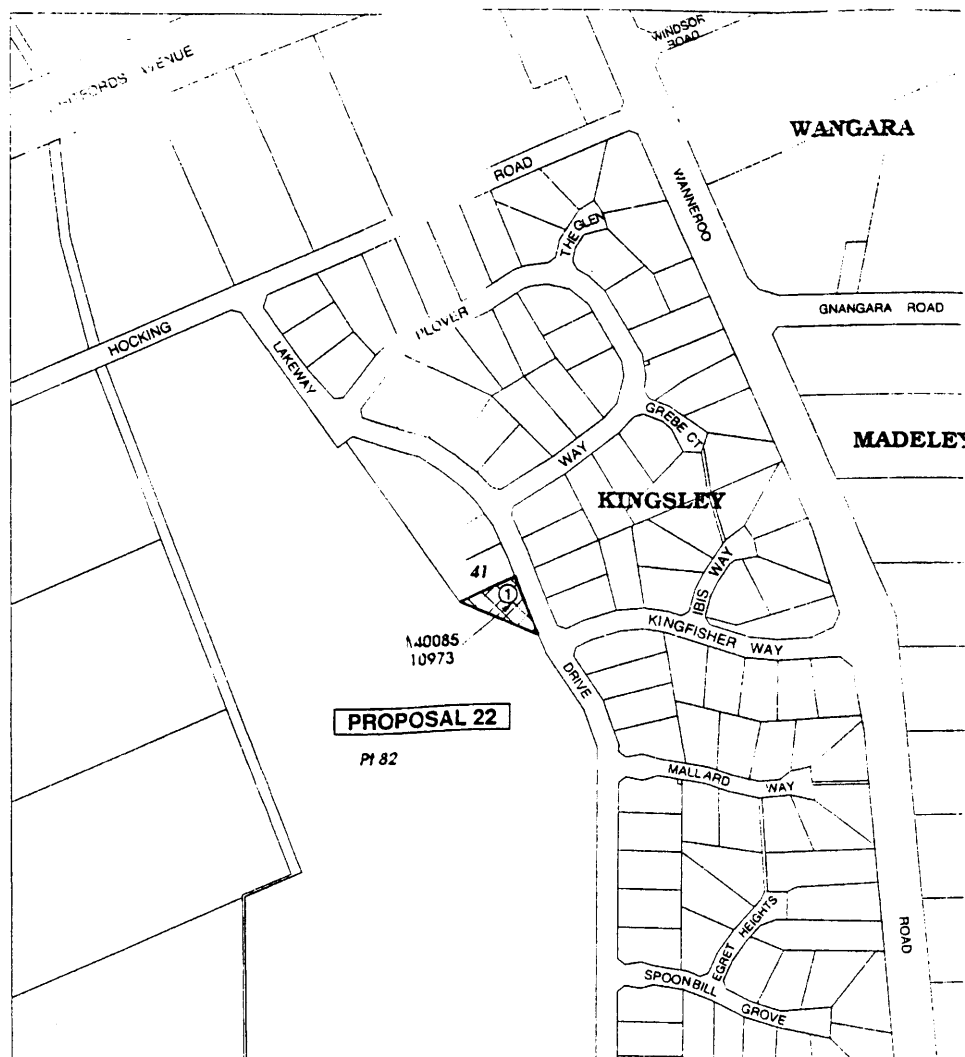 WINDSOR
ROAD
AVENUE
WANGARA
ROAD
WANNEROO
THE GLEN
GNANGARA ROAD
PLOVER
HOCKING
LAKEWAY
GREBE CT
MADELEY
WAY
KINGSLEY
41
1
IBIS WAY
KINGFISHER WAY
10973
DRIVE
PROPOSAL 22
Pt 82
MALLARD WAY
EGRET HEIGHTS
ROAD
SPOONBILL GROVE